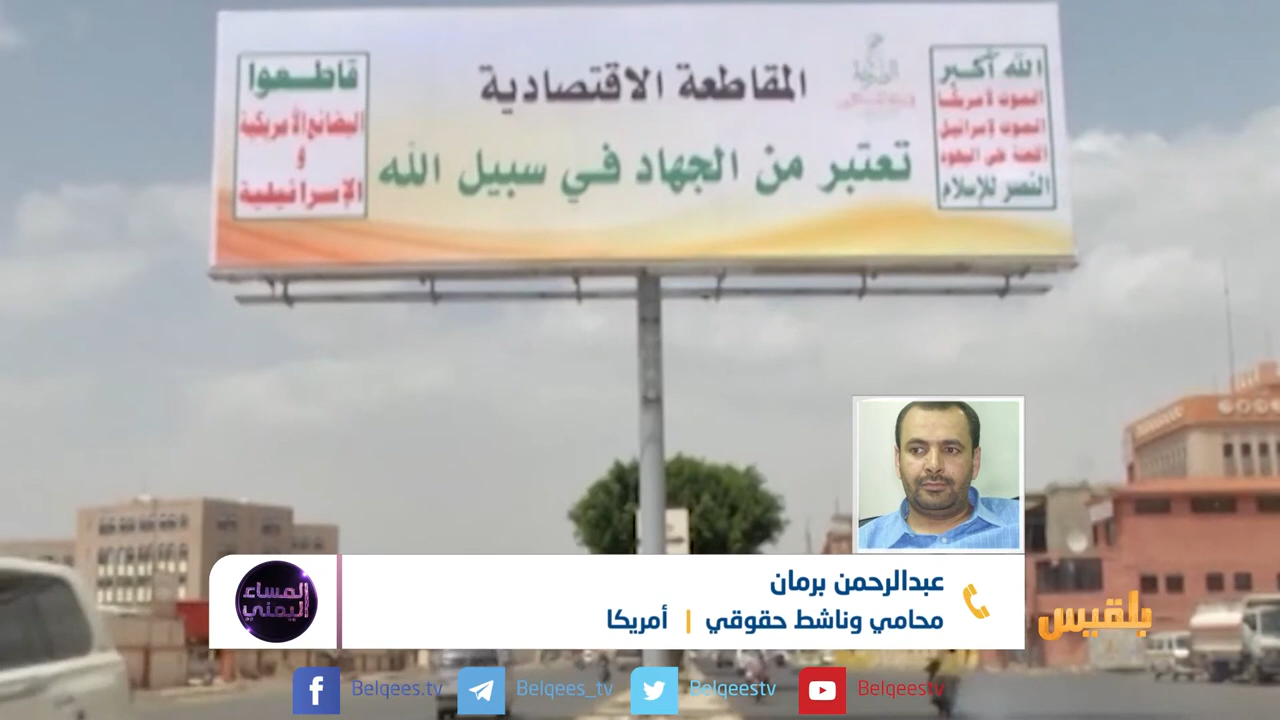 الله أكبر
الموت لأمريكا
الموت لإسرائيل
اللعنة على اليهود
النصر للإسلام
المقاطعة الاقتصادية
تعتبر من الجهاد في سبيل الله
قاطعوا
البضائع الأمريكية
و
الإسرائيلية
عبدالرحمن برمان
محامي وناشط حقوقي | أمريكا
المساء
اليمني
بلقيس
Belqees.tv
Belqees_tv
Belqeestv
Belqeestv